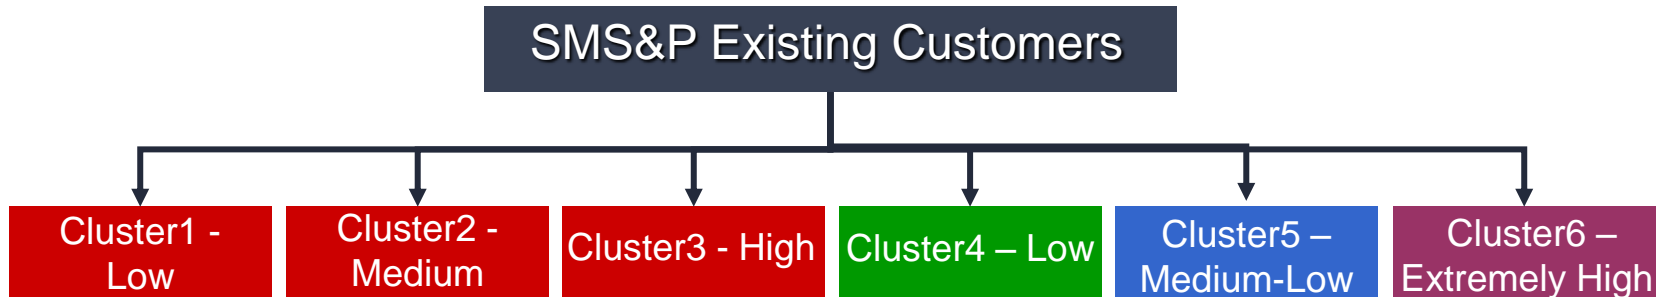 SMS&P Existing Customers
Cluster1 -
Low
Cluster2 -
Medium
Cluster3 - High
Cluster4 – Low
Cluster5 –
Medium-Low
Cluster6 –
Extremely High